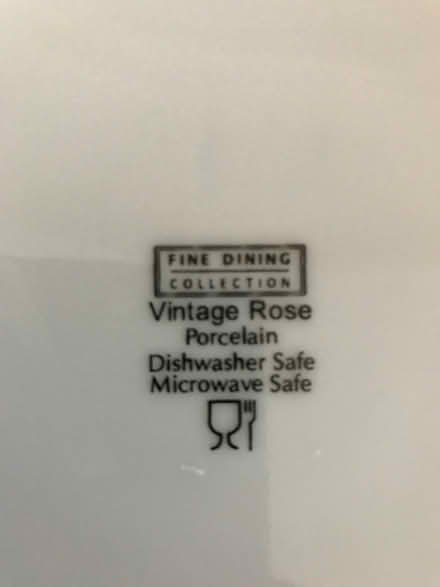 FINE DINING
COLLECTION
Vintage Rose
Porcelain
Dishwasher Safe
Microwave Safe